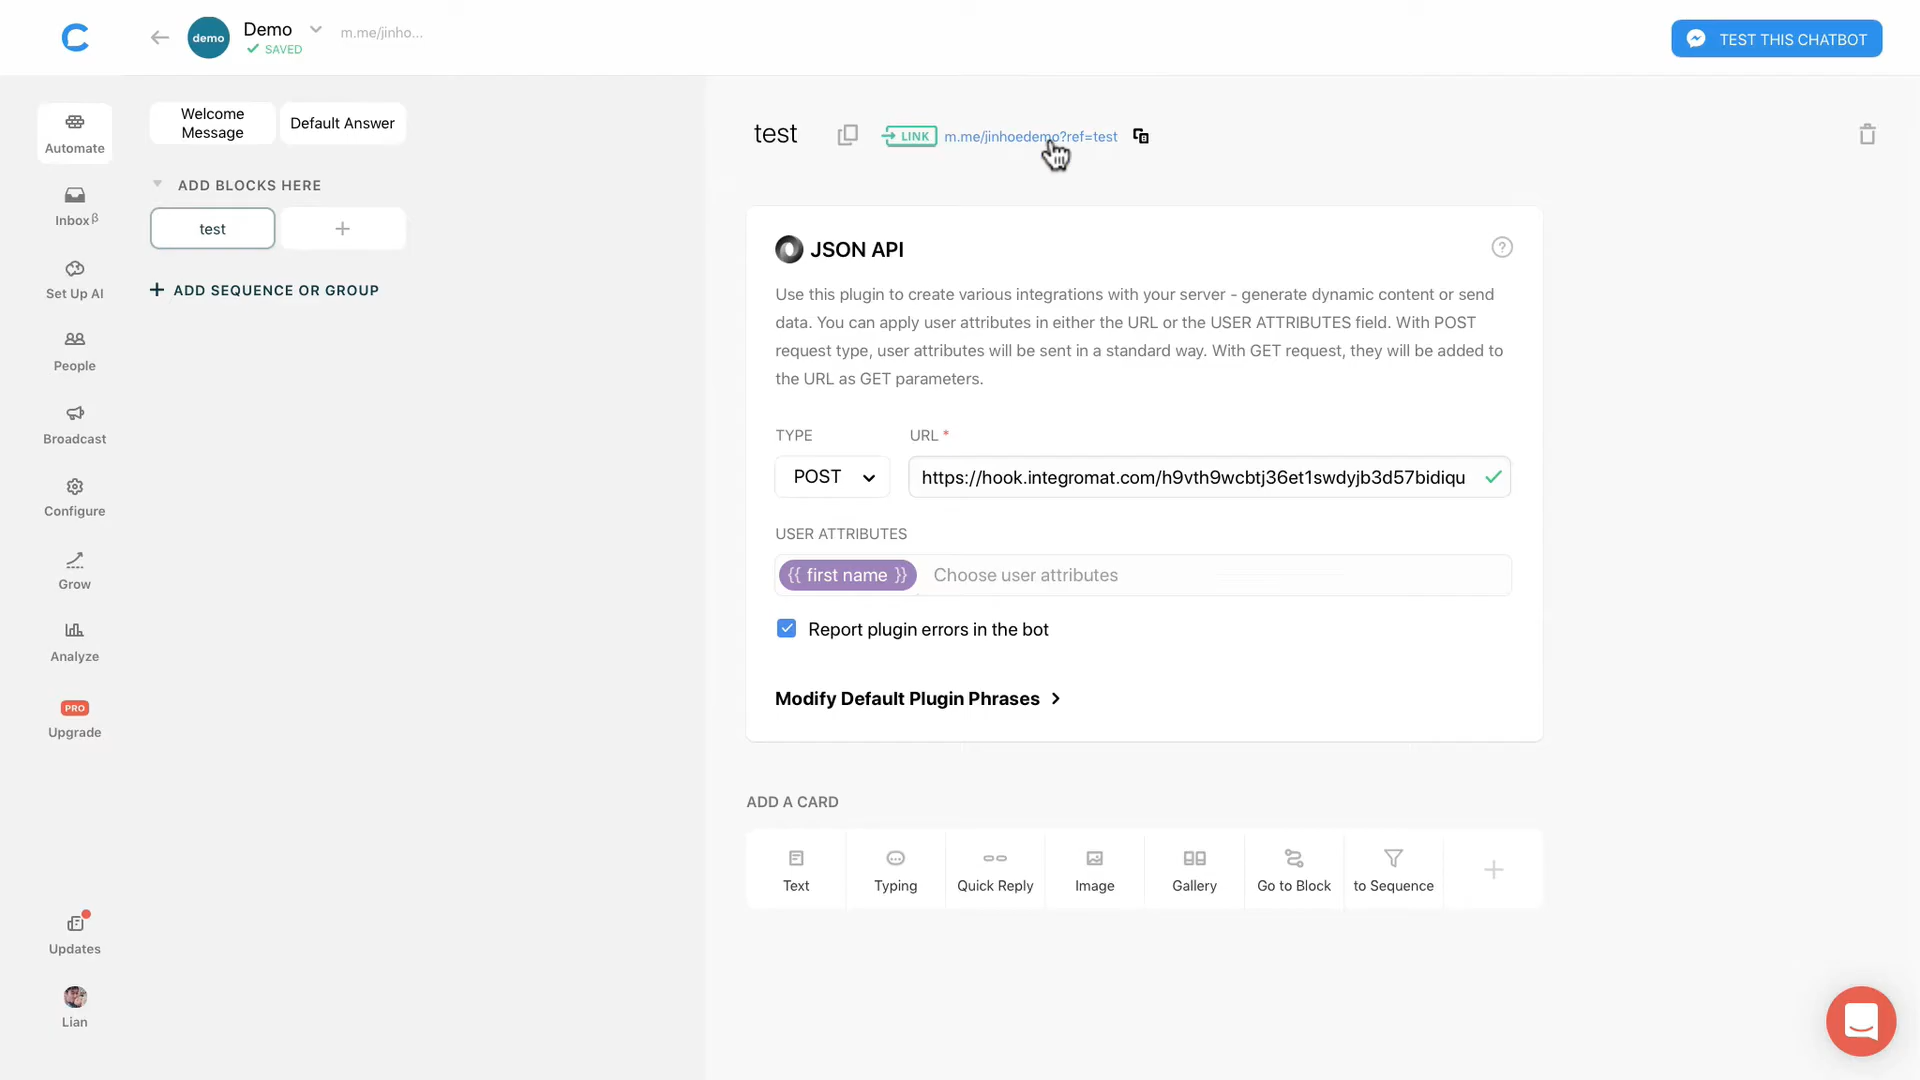 demo
Demo
SAVED
m.me/jinho...
TEST THIS CHATBOT
Automate
Inbox β
Set Up AI
People
Broadcast
Configure
Grow
Analyze
PRO
Upgrade
Updates
Lian
Welcome
Message
Default Answer
ADD BLOCKS HERE
test
+
+ ADD SEQUENCE OR GROUP
test
LINK
m.me/jinhoedemo?ref=test
JSON API
?
Use this plugin to create various integrations with your server - generate dynamic content or send
data. You can apply user attributes in either the URL or the USER ATTRIBUTES field. With POST
request type, user attributes will be sent in a standard way. With GET request, they will be added to
the URL as GET parameters.
TYPE
URL *
POST
https://hook.integromat.com/h9vth9wcbtj36et1swdyjb3d57bidiqu
USER ATTRIBUTES
{{ first name }}
Choose user attributes
Report plugin errors in the bot
Modify Default Plugin Phrases >
ADD A CARD
Text
Typing
Quick Reply
Image
Gallery
Go to Block
to Sequence
+